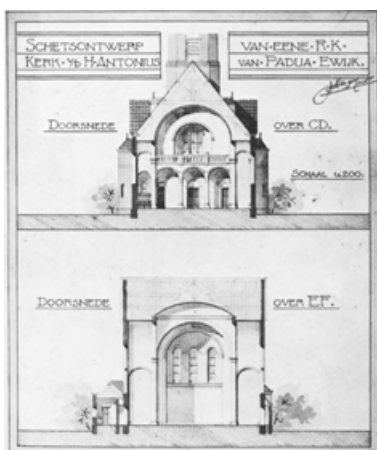 SCHETSONTWERP VAN·EENE·R·K·
KERK·V/D H·ANTONIUS VAN·PADUA·EWIJK.
DOORSNEDE OVER CD.
SCHAAL 1:200.
DOORSNEDE OVER EF.